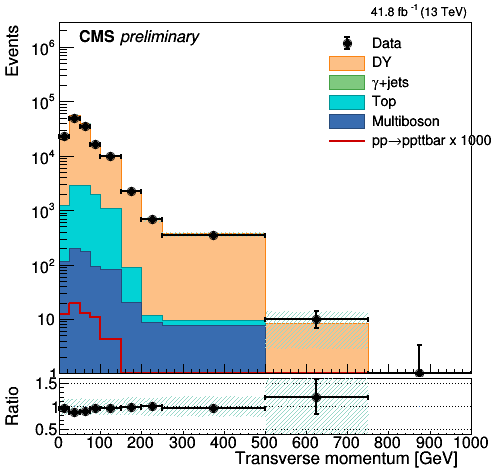 41.8 fb⁻¹ (13 TeV)
CMS preliminary
Data
DY
γ+jets
Top
Multiboson
pp→ppttbar x 1000
Events
10⁶
10⁵
10⁴
10³
10²
10
1
Ratio
1.5
1
0.5
0 100 200 300 400 500 600 700 800 900 1000
Transverse momentum [GeV]